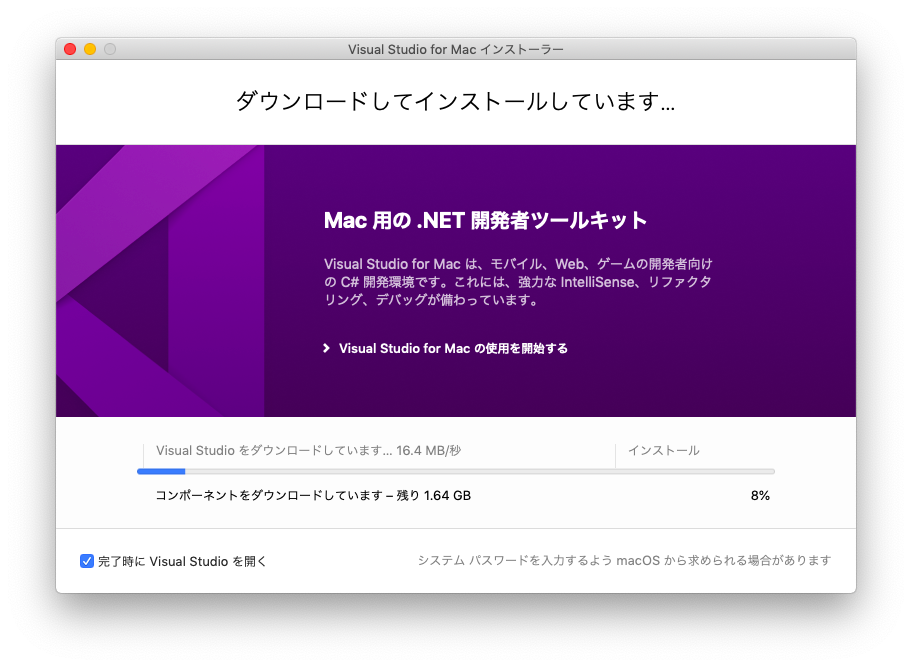 Visual Studio for Mac インストーラー
ダウンロードしてインストールしています...
Mac 用の .NET 開発者ツールキット
Visual Studio for Mac は、モバイル、Web、ゲームの開発者向け
の C# 開発環境です。これには、強力な IntelliSense、リファクタ
リング、デバッグが備わっています。
Visual Studio for Mac の使用を開始する
Visual Studio をダウンロードしています... 16.4 MB/秒
インストール
コンポーネントをダウンロードしています – 残り 1.64 GB
8%
完了時に Visual Studio を開く
システム パスワードを入力するよう macOS から求められる場合があります